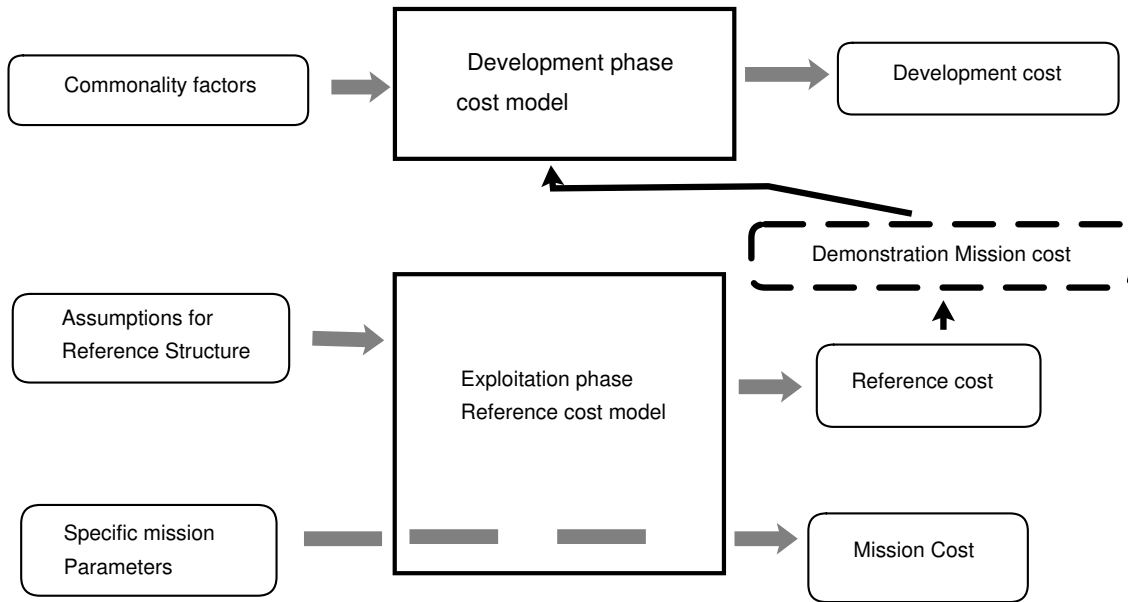 Commonality factors
Development phase
cost model
Development cost
Demonstration Mission cost
Assumptions for
Reference Structure
Exploitation phase
Reference cost model
Reference cost
Specific mission
Parameters
Mission Cost